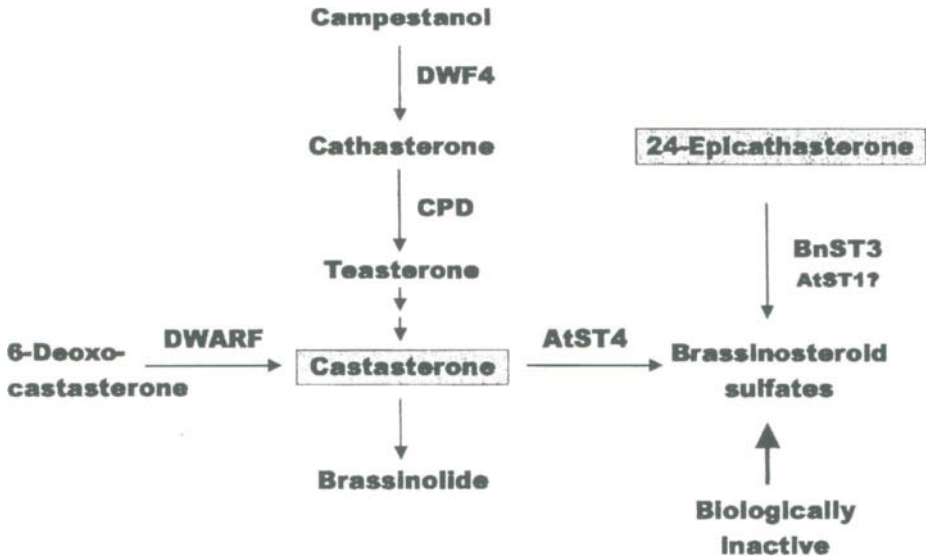 Campestanol
DWF4
Cathasterone
24-Epicathasterone
CPD
BnST3
AtST1?
Teasterone
6-Deoxo-
castasterone
DWARF
Castasterone
AtST4
Brassinosteroid
sulfates
Brassinolide
Biologically
inactive